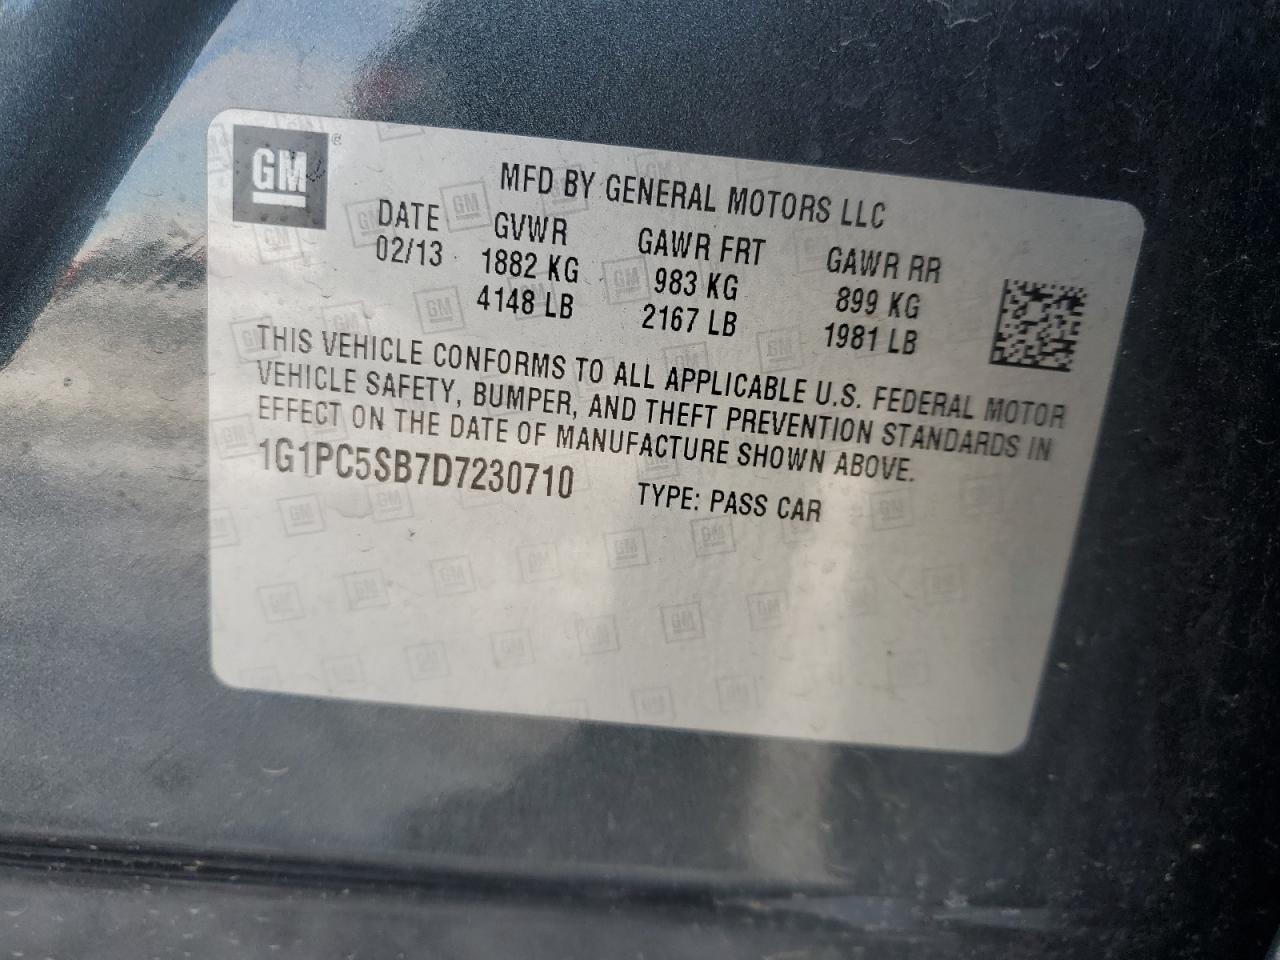 GM®
MFD BY GENERAL MOTORS LLC
DATE GVWR GAWR FRT GAWR RR
02/13 1882 KG 983 KG 899 KG
4148 LB 2167 LB 1981 LB
THIS VEHICLE CONFORMS TO ALL APPLICABLE U.S. FEDERAL MOTOR
VEHICLE SAFETY, BUMPER, AND THEFT PREVENTION STANDARDS IN
EFFECT ON THE DATE OF MANUFACTURE SHOWN ABOVE.
1G1PC5SB7D7230710 TYPE: PASS CAR